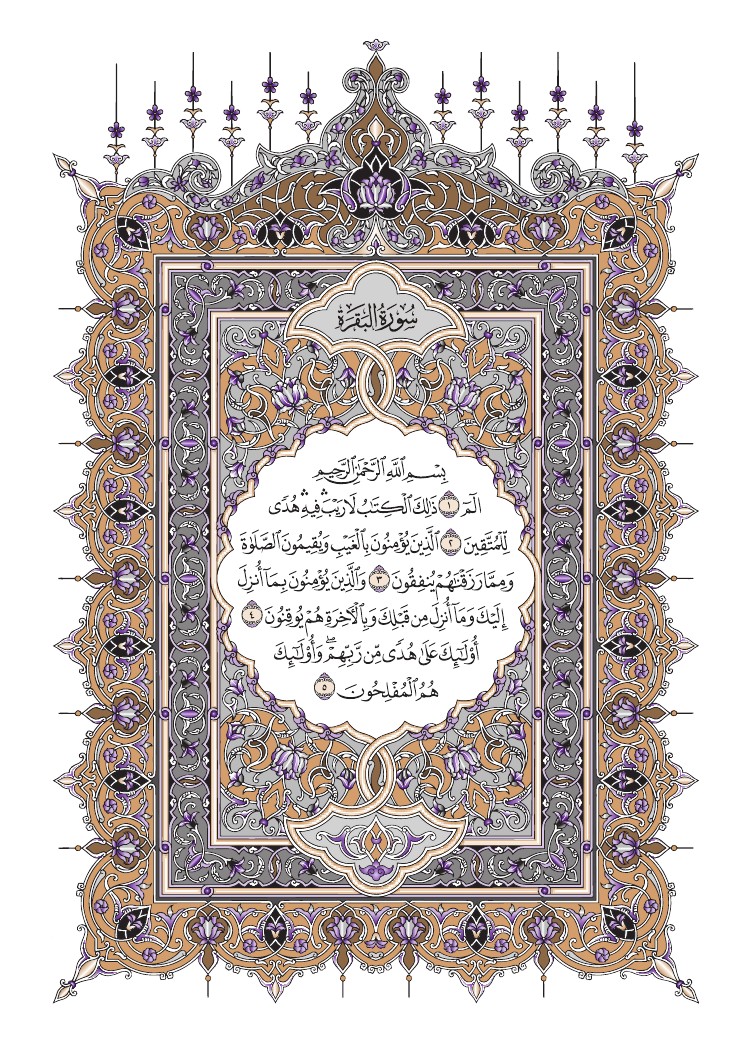 سُورَةُ البَقَرَةِ
بِسْمِ ٱللَّهِ ٱلرَّحْمَٰنِ ٱلرَّحِيمِ
الٓمٓ ١ ذَٰلِكَ ٱلْكِتَٰبُ لَا رَيْبَۛ فِيهِۛ هُدًى
لِّلْمُتَّقِينَ ٢ ٱلَّذِينَ يُؤْمِنُونَ بِٱلْغَيْبِ وَيُقِيمُونَ ٱلصَّلَوٰةَ
وَمِمَّا رَزَقْنَٰهُمْ يُنفِقُونَ ٣ وَٱلَّذِينَ يُؤْمِنُونَ بِمَآ أُنزِلَ
إِلَيْكَ وَمَآ أُنزِلَ مِن قَبْلِكَ وَبِٱلْءَاخِرَةِ هُمْ يُوقِنُونَ ٤
أُو۟لَٰٓئِكَ عَلَىٰ هُدًى مِّن رَّبِّهِمْۖ وَأُو۟لَٰٓئِكَ
هُمُ ٱلْمُفْلِحُونَ ٥